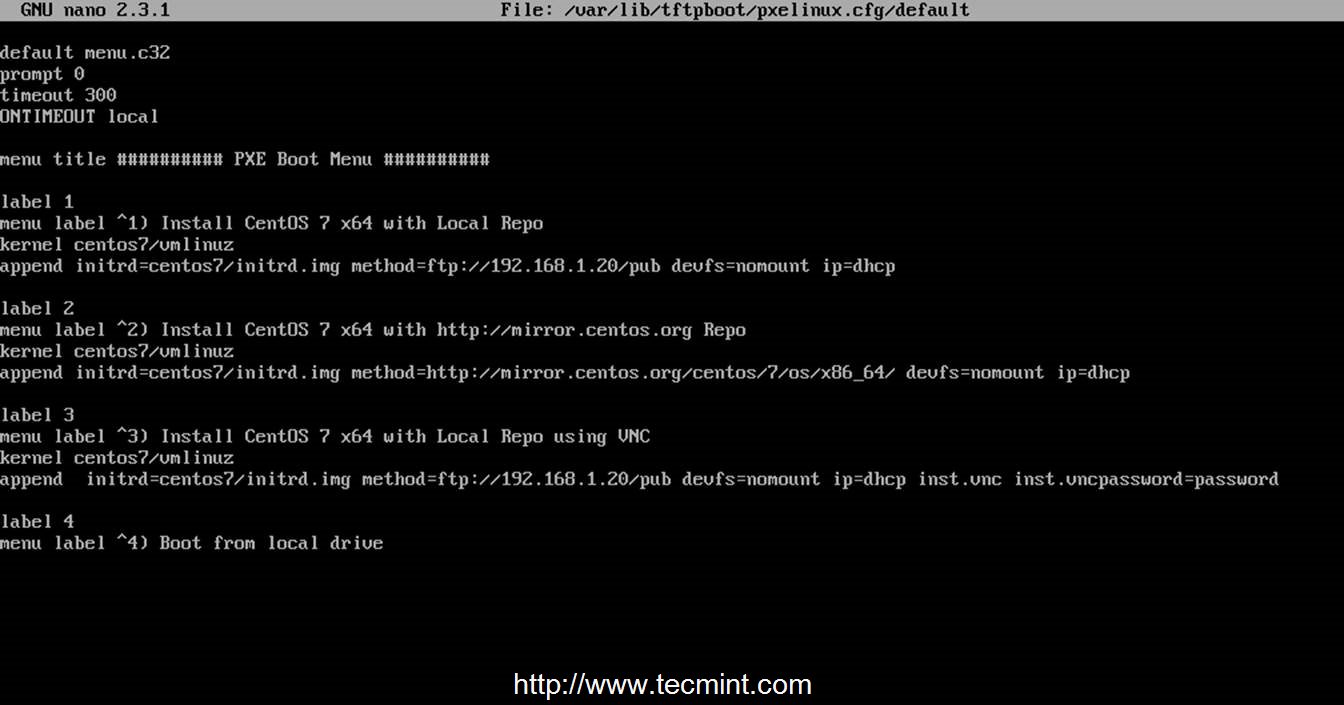 GNU nano 2.3.1 File: /var/lib/tftpboot/pxelinux.cfg/default
default menu.c32
prompt 0
timeout 300
ONTIMEOUT local
menu title ########## PXE Boot Menu ##########
label 1
menu label ^1) Install CentOS 7 x64 with Local Repo
kernel centos7/vmlinuz
append initrd=centos7/initrd.img method=ftp://192.168.1.20/pub devfs=nomount ip=dhcp
label 2
menu label ^2) Install CentOS 7 x64 with http://mirror.centos.org Repo
kernel centos7/vmlinuz
append initrd=centos7/initrd.img method=http://mirror.centos.org/centos/7/os/x86_64/ devfs=nomount ip=dhcp
label 3
menu label ^3) Install CentOS 7 x64 with Local Repo using VNC
kernel centos7/vmlinuz
append  initrd=centos7/initrd.img method=ftp://192.168.1.20/pub devfs=nomount ip=dhcp inst.vnc inst.vncpassword=password
label 4
menu label ^4) Boot from local drive
http://www.tecmint.com